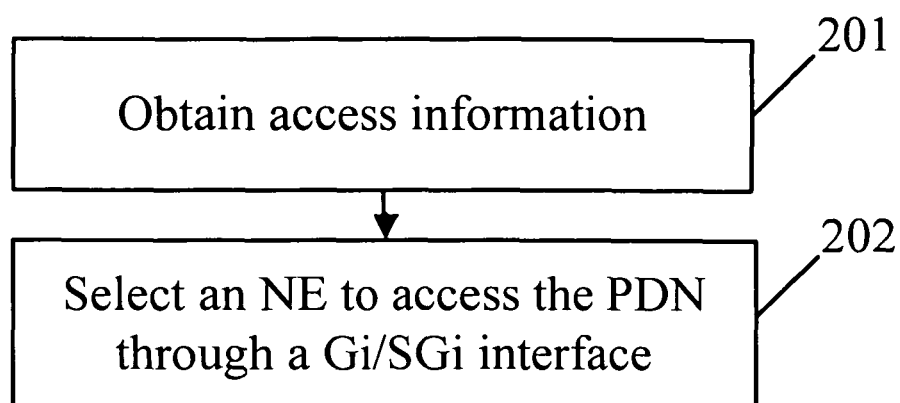 201
Obtain access information
202
Select an NE to access the PDN
through a Gi/SGi interface